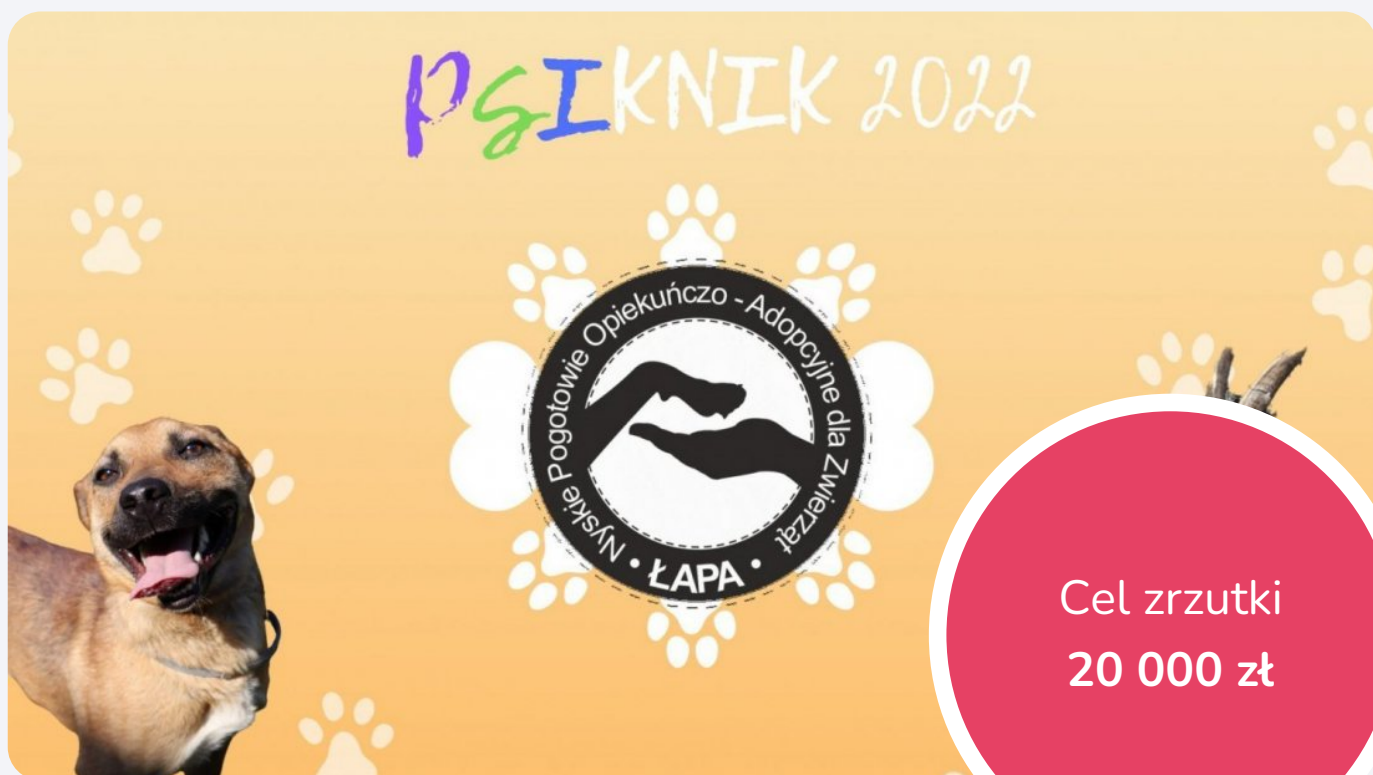 PSIKNIK 2022
Nyskie Pogotowie Opiekuńczo - Adopcyjne dla Zwierząt
• ŁAPA •
Cel zrzutki
20 000 zł